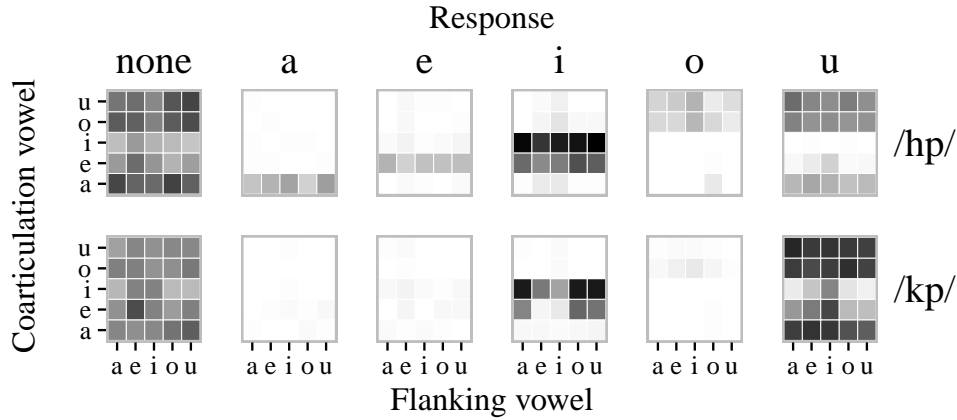 Response
none a e i o u
Coarticulation vowel
u
o
i
e
a
/hp/
u
o
i
e
a
/kp/
a e i o u a e i o u a e i o u a e i o u a e i o u a e i o u
Flanking vowel